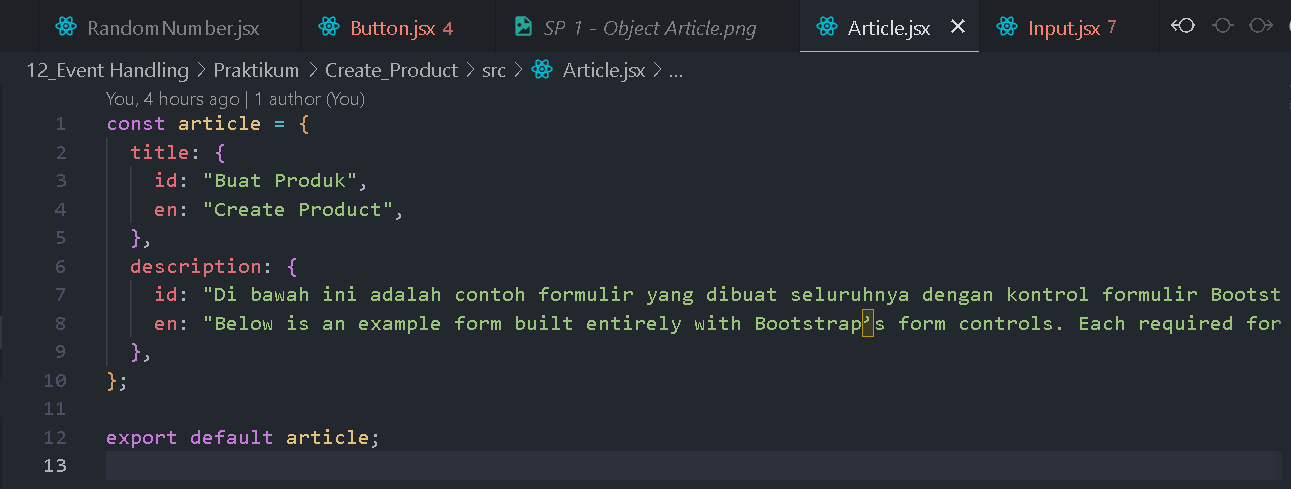 RandomNumber.jsx Button.jsx 4 SP 1 - Object Article.png Article.jsx Input.jsx 7
12_Event Handling > Praktikum > Create_Product > src > Article.jsx > ...
You, 4 hours ago | 1 author (You)
1 const article = {
2 title: {
3 id: "Buat Produk",
4 en: "Create Product",
5 },
6 description: {
7 id: "Di bawah ini adalah contoh formulir yang dibuat seluruhnya dengan kontrol formulir Bootst
8 en: "Below is an example form built entirely with Bootstrap’s form controls. Each required for
9 },
10 };
11
12 export default article;
13